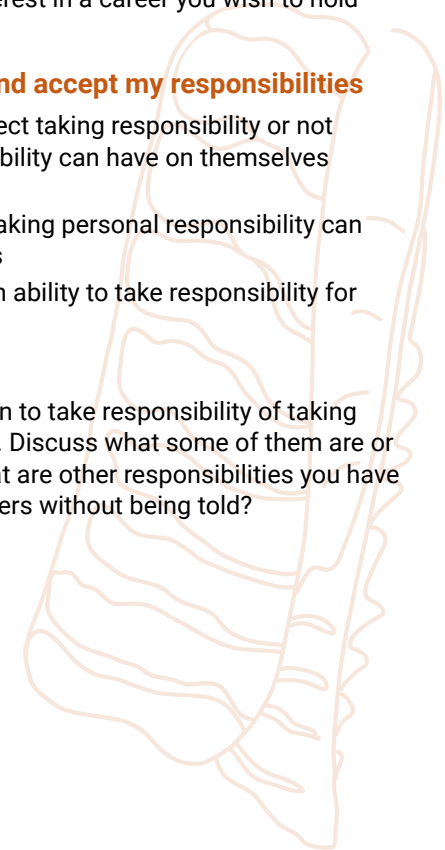 erest in a career you wish to hold
nd accept my responsibilities
ect taking responsibility or not
bility can have on themselves
aking personal responsibility can
s
n ability to take responsibility for
n to take responsibility of taking
. Discuss what some of them are or
at are other responsibilities you have
ers without being told?